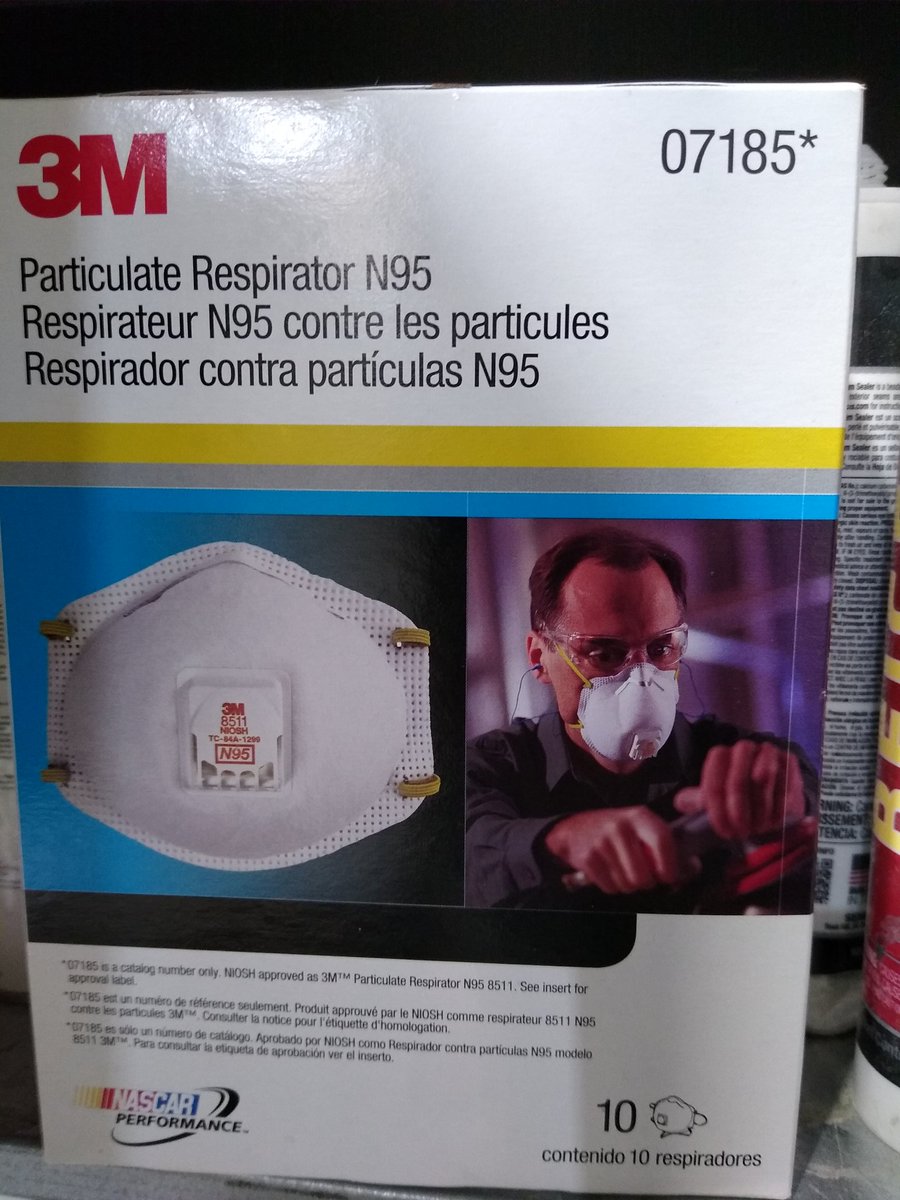 3M
07185*
Particulate Respirator N95
Respirateur N95 contre les particules
Respirador contra partículas N95
3M
8511
NIOSH
TC-84A-1299
N95
*07185 is a catalog number only. NIOSH approved as 3M™ Particulate Respirator N95 8511. See insert for
approval label.
*07185 est un numéro de référence seulement. Produit approuvé par le NIOSH comme respirateur 8511 N95
contre les particules 3M™. Consulter la notice pour l'étiquette d'homologation.
*07185 es sólo un número de catálogo. Aprobado por NIOSH como Respirador contra partículas N95 modelo
8511 3M™. Para consultar la etiqueta de aprobación ver el inserto.
NASCAR
PERFORMANCE™
10
contenido 10 respiradores